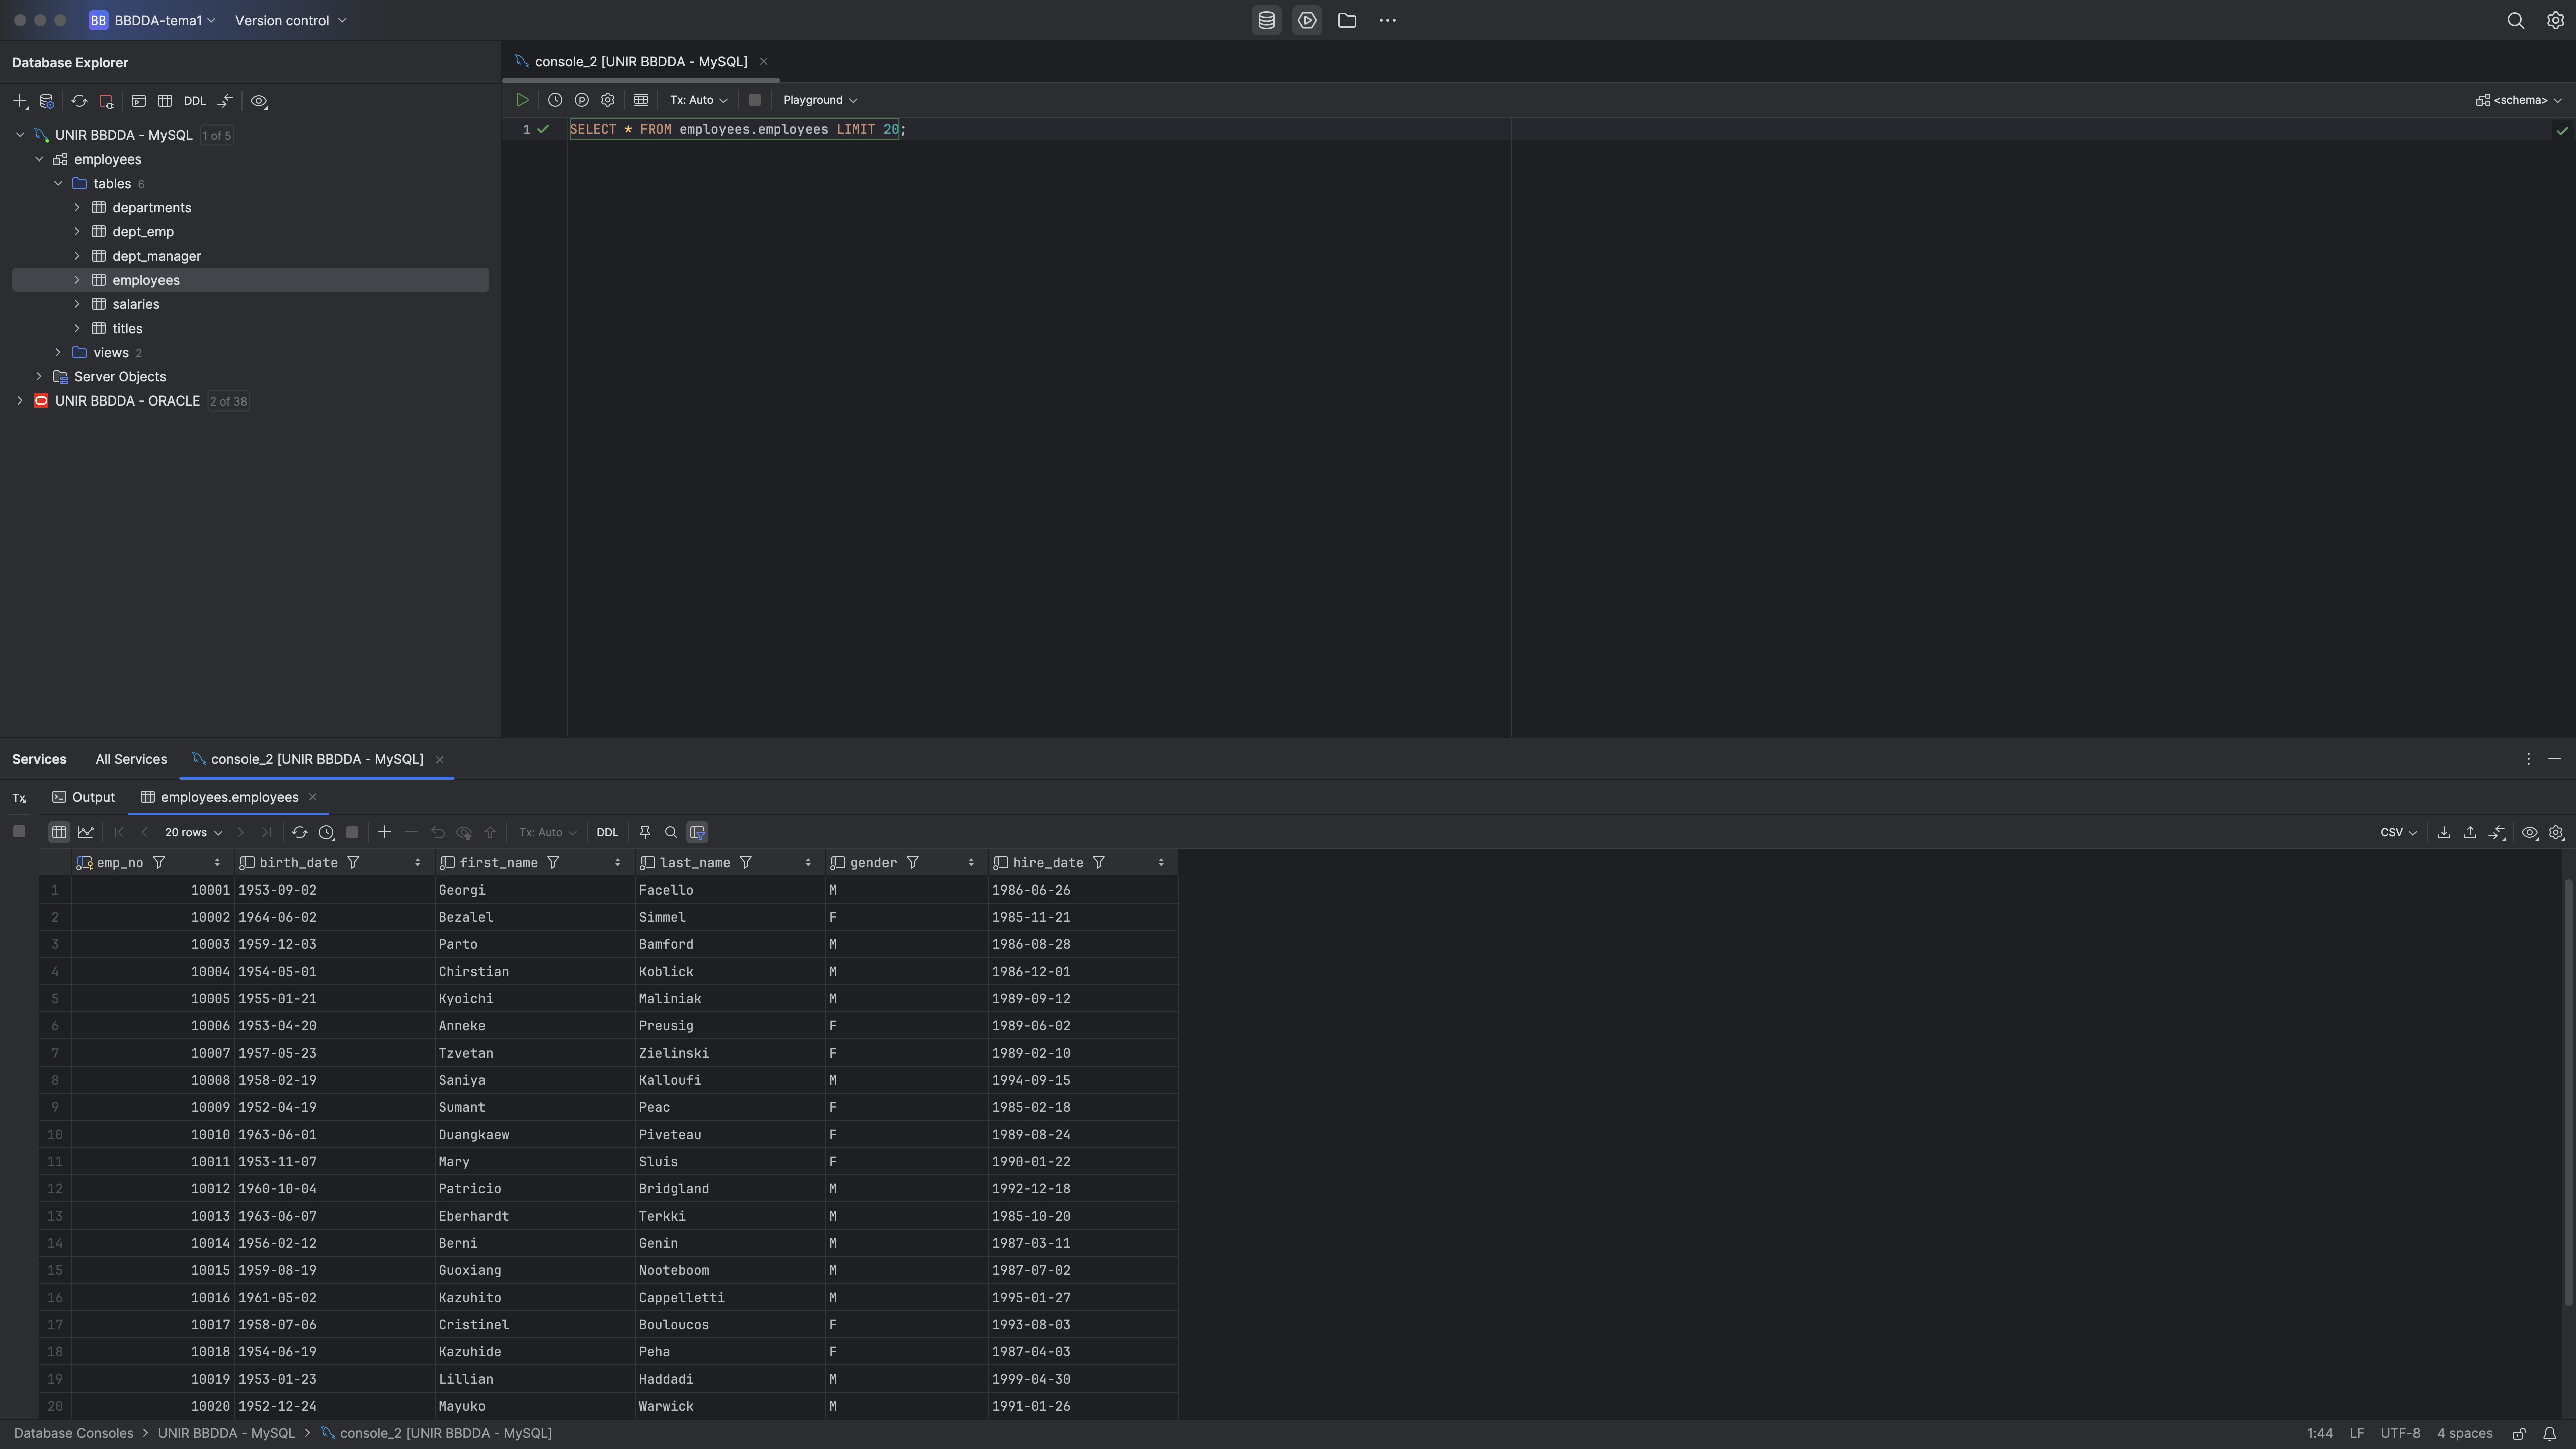 BB BBDDA-tema1 Version control
Database Explorer
console_2 [UNIR BBDDA - MySQL]
DDL
Tx: Auto Playground <schema>
UNIR BBDDA - MySQL 1 of 5
employees
tables 6
departments
dept_emp
dept_manager
employees
salaries
titles
views 2
Server Objects
UNIR BBDDA - ORACLE 2 of 38
1 SELECT * FROM employees.employees LIMIT 20;
Services All Services console_2 [UNIR BBDDA - MySQL]
Tx Output employees.employees
20 rows Tx: Auto DDL CSV
emp_no birth_date first_name last_name gender hire_date
1 10001 1953-09-02 Georgi Facello M 1986-06-26
2 10002 1964-06-02 Bezalel Simmel F 1985-11-21
3 10003 1959-12-03 Parto Bamford M 1986-08-28
4 10004 1954-05-01 Chirstian Koblick M 1986-12-01
5 10005 1955-01-21 Kyoichi Maliniak M 1989-09-12
6 10006 1953-04-20 Anneke Preusig F 1989-06-02
7 10007 1957-05-23 Tzvetan Zielinski F 1989-02-10
8 10008 1958-02-19 Saniya Kalloufi M 1994-09-15
9 10009 1952-04-19 Sumant Peac F 1985-02-18
10 10010 1963-06-01 Duangkaew Piveteau F 1989-08-24
11 10011 1953-11-07 Mary Sluis F 1990-01-22
12 10012 1960-10-04 Patricio Bridgland M 1992-12-18
13 10013 1963-06-07 Eberhardt Terkki M 1985-10-20
14 10014 1956-02-12 Berni Genin M 1987-03-11
15 10015 1959-08-19 Guoxiang Nooteboom M 1987-07-02
16 10016 1961-05-02 Kazuhito Cappelletti M 1995-01-27
17 10017 1958-07-06 Cristinel Bouloucos F 1993-08-03
18 10018 1954-06-19 Kazuhide Peha F 1987-04-03
19 10019 1953-01-23 Lillian Haddadi M 1999-04-30
20 10020 1952-12-24 Mayuko Warwick M 1991-01-26
Database Consoles > UNIR BBDDA - MySQL > console_2 [UNIR BBDDA - MySQL] 1:44 LF UTF-8 4 spaces